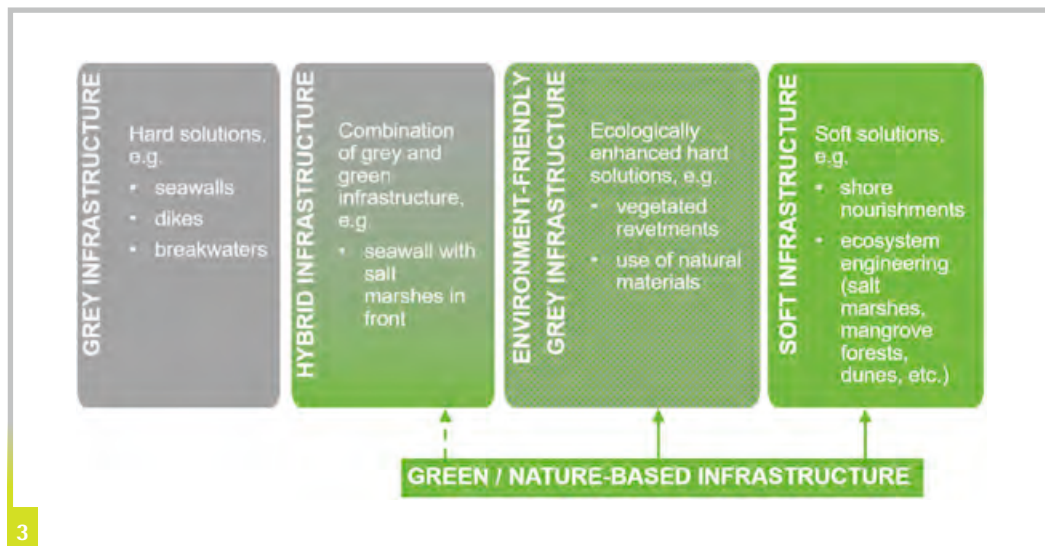 GREY INFRASTRUCTURE
Hard solutions,
e.g.
• seawalls
• dikes
• breakwaters
HYBRID INFRASTRUCTURE
Combination
of grey and
green
infrastructure,
e.g
• seawall with
salt
marshes in
front
ENVIRONMENT-FRIENDLY
GREY INFRASTRUCTURE
Ecologically
enhanced hard
solutions, e.g.
• vegetated
revetments
• use of natural
materials
SOFT INFRASTRUCTURE
Soft solutions,
e.g.
• shore
nourishments
• ecosystem
engineering
(salt
marshes,
mangrove
forests,
dunes, etc.)
GREEN / NATURE-BASED INFRASTRUCTURE
3